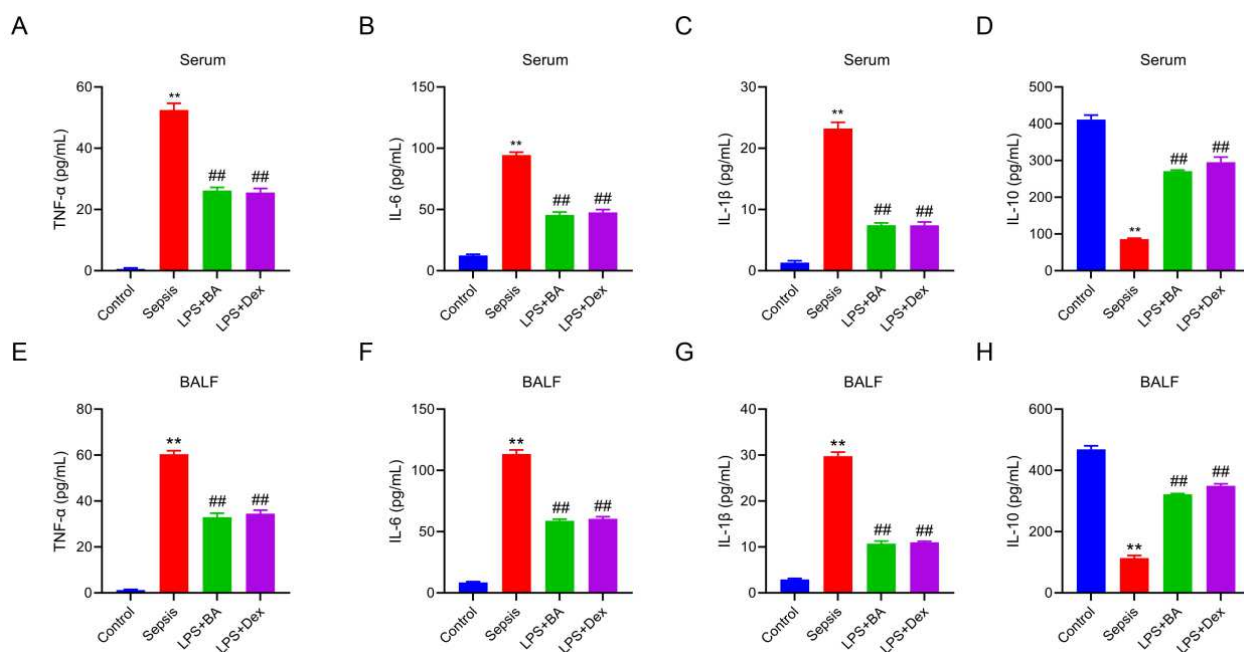 A
Serum
TNF-α (pg/mL)
60
40
20
0
**
##
##
Control
Sepsis
LPS+BA
LPS+Dex
B
Serum
IL-6 (pg/mL)
150
100
50
0
**
##
##
Control
Sepsis
LPS+BA
LPS+Dex
C
Serum
IL-1β (pg/mL)
30
20
10
0
**
##
##
Control
Sepsis
LPS+BA
LPS+Dex
D
Serum
IL-10 (pg/mL)
500
400
300
200
100
0
**
##
##
Control
Sepsis
LPS+BA
LPS+Dex
E
BALF
TNF-α (pg/mL)
80
60
40
20
0
**
##
##
Control
Sepsis
LPS+BA
LPS+Dex
F
BALF
IL-6 (pg/mL)
150
100
50
0
**
##
##
Control
Sepsis
LPS+BA
LPS+Dex
G
BALF
IL-1β (pg/mL)
40
30
20
10
0
**
##
##
Control
Sepsis
LPS+BA
LPS+Dex
H
BALF
IL-10 (pg/mL)
600
400
200
0
**
##
##
Control
Sepsis
LPS+BA
LPS+Dex